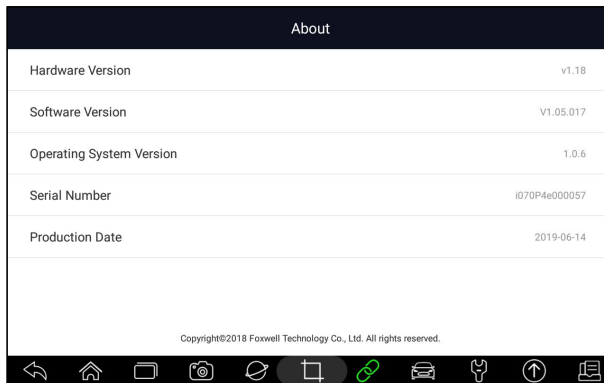 About
Hardware Version v1.18
Software Version V1.05.017
Operating System Version 1.0.6
Serial Number i070P4e000057
Production Date 2019-06-14
Copyright©2018 Foxwell Technology Co., Ltd. All rights reserved.